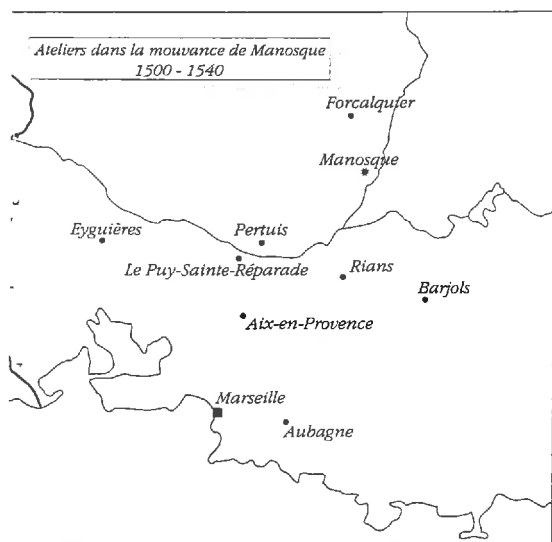 Ateliers dans la mouvance de Manosque
1500 - 1540
Forcalquier
Manosque
Eyguières
Pertuis
Le Puy-Sainte-Réparade
Rians
Barjols
Aix-en-Provence
Marseille
Aubagne